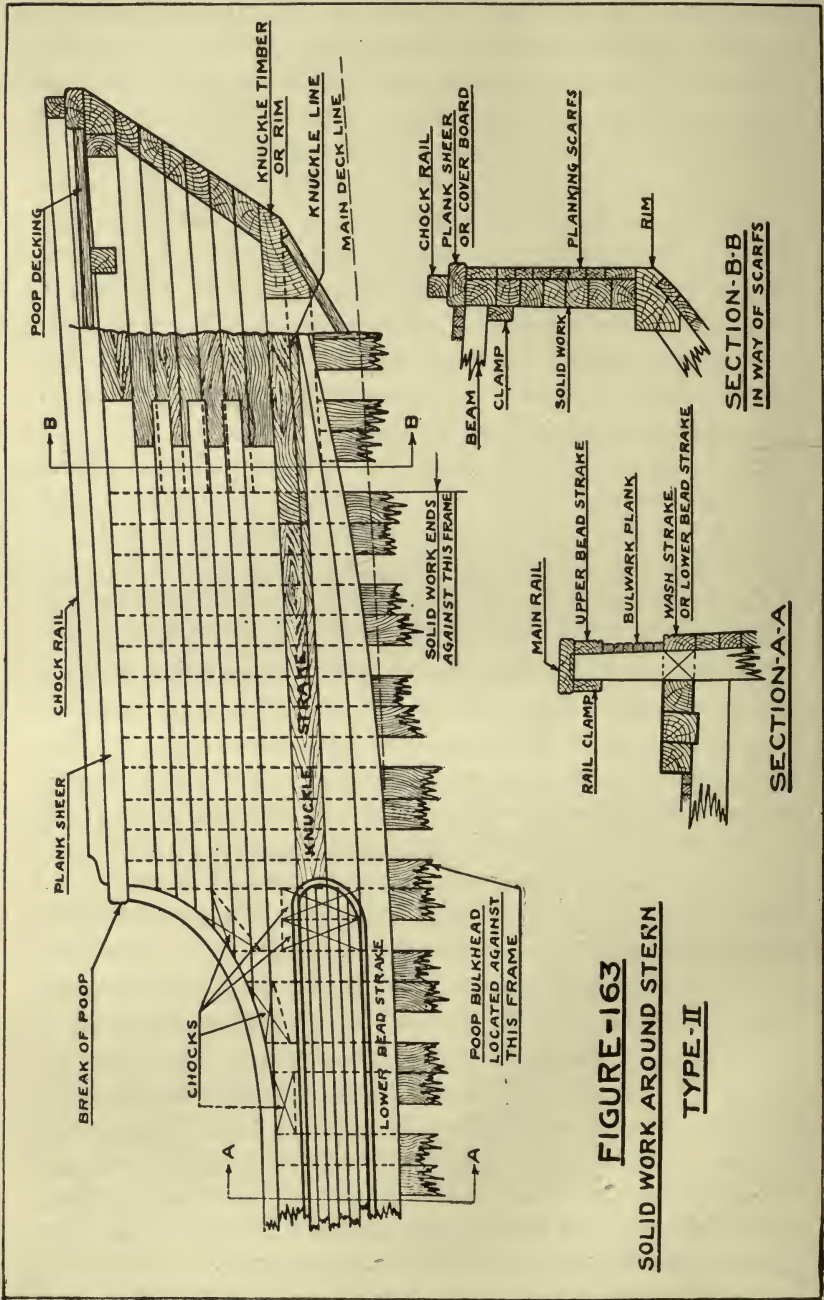 POOP DECKING
KNUCKLE TIMBER
OR RIM
KNUCKLE LINE
MAIN DECK LINE
CHOCK RAIL
PLANK SHEER
BREAK OF POOP
CHOCKS
KNUCKLE STRAKE
LOWER BEAD STRAKE
A
A
B
B
SOLID WORK ENDS
AGAINST THIS FRAME
POOP BULKHEAD
LOCATED AGAINST
THIS FRAME
CHOCK RAIL
PLANK SHEER
OR COVER BOARD
BEAM
CLAMP
SOLID WORK
PLANKING SCARFS
RIM
SECTION-B-B
IN WAY OF SCARFS
MAIN RAIL
UPPER BEAD STRAKE
BULWARK PLANK
WASH STRAKE
OR LOWER BEAD STRAKE
RAIL CLAMP
SECTION-A-A
FIGURE-163
SOLID WORK AROUND STERN
TYPE-II